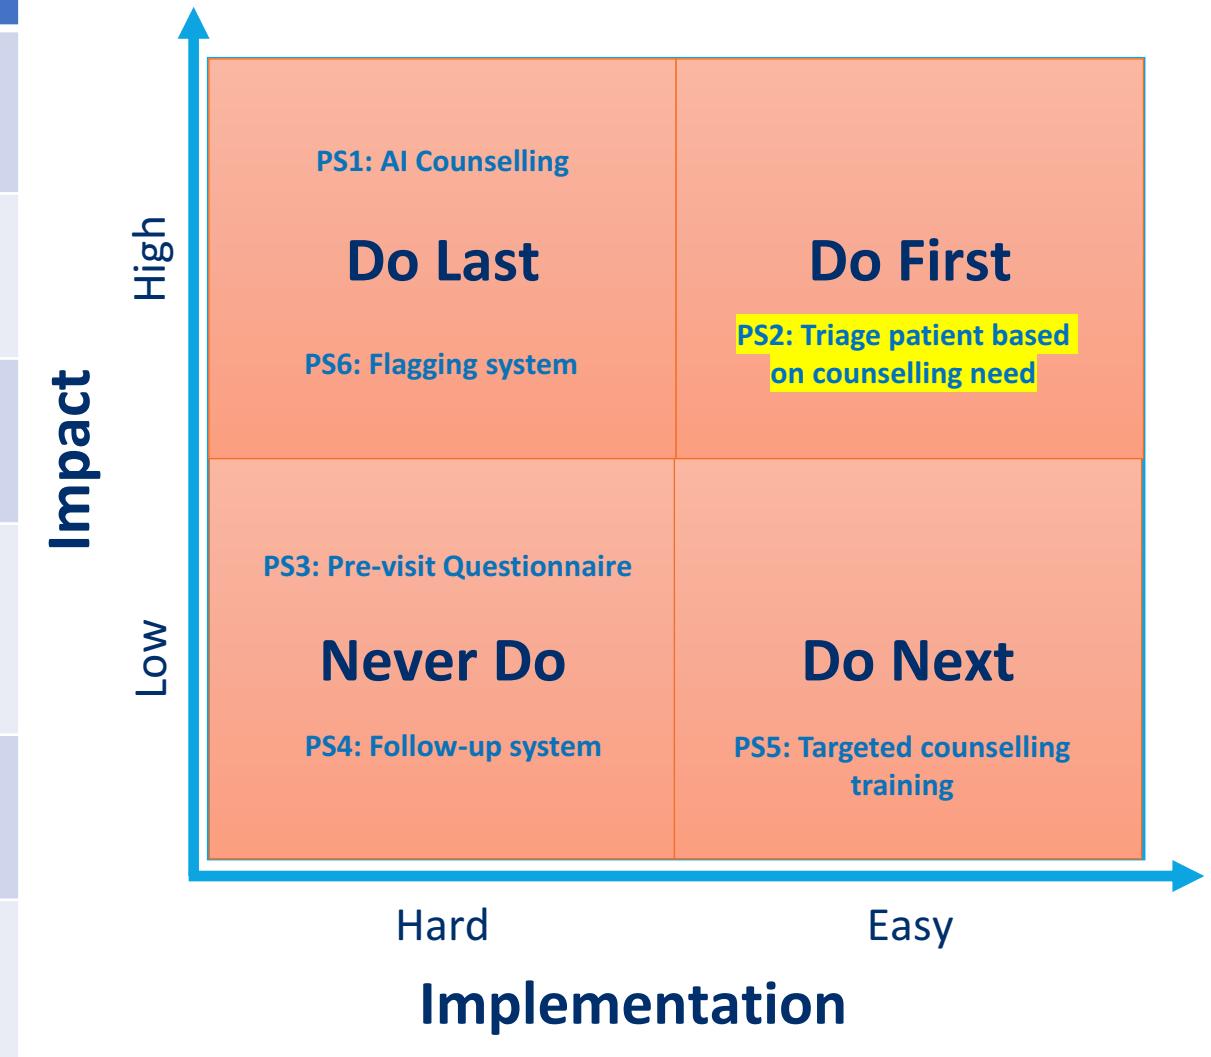 PS1: AI Counselling
Do Last
PS6: Flagging system
Do First
PS2: Triage patient based
on counselling need
High
Impact
PS3: Pre-visit Questionnaire
Never Do
PS4: Follow-up system
Do Next
PS5: Targeted counselling
training
Low
Hard
Easy
Implementation